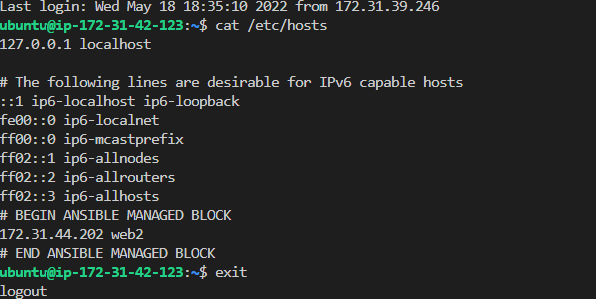 Last login: Wed May 18 18:35:10 2022 from 172.31.39.246
ubuntu@ip-172-31-42-123:~$ cat /etc/hosts
127.0.0.1 localhost

# The following lines are desirable for IPv6 capable hosts
::1 ip6-localhost ip6-loopback
fe00::0 ip6-localnet
ff00::0 ip6-mcastprefix
ff02::1 ip6-allnodes
ff02::2 ip6-allrouters
ff02::3 ip6-allhosts
# BEGIN ANSIBLE MANAGED BLOCK
172.31.44.202 web2
# END ANSIBLE MANAGED BLOCK
ubuntu@ip-172-31-42-123:~$ exit
logout